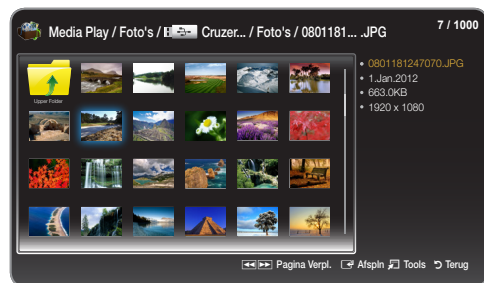 Media Play / Foto's / Cruzer... / Foto's / 0801181... .JPG
7 / 1000
Upper Folder
• 0801181247070.JPG
• 1.Jan.2012
• 663.0KB
• 1920 x 1080
Pagina Verpl. Afspln Tools Terug